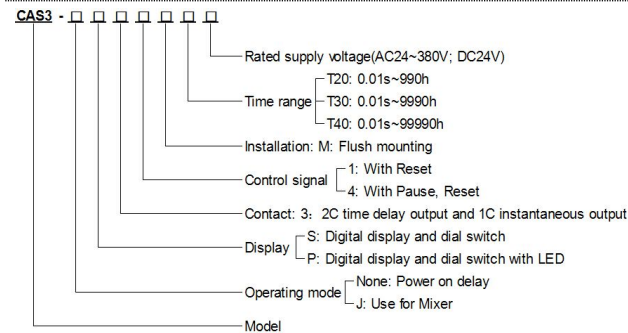 CAS3 - □ □ □ □ □ □ □
Rated supply voltage(AC24~380V; DC24V)
T20: 0.01s~990h
Time range
T30: 0.01s~9990h
T40: 0.01s~99990h
Installation: M: Flush mounting
1: With Reset
Control signal
4: With Pause, Reset
Contact: 3: 2C time delay output and 1C instantaneous output
S: Digital display and dial switch
Display
P: Digital display and dial switch with LED
None: Power on delay
Operating mode
J: Use for Mixer
Model